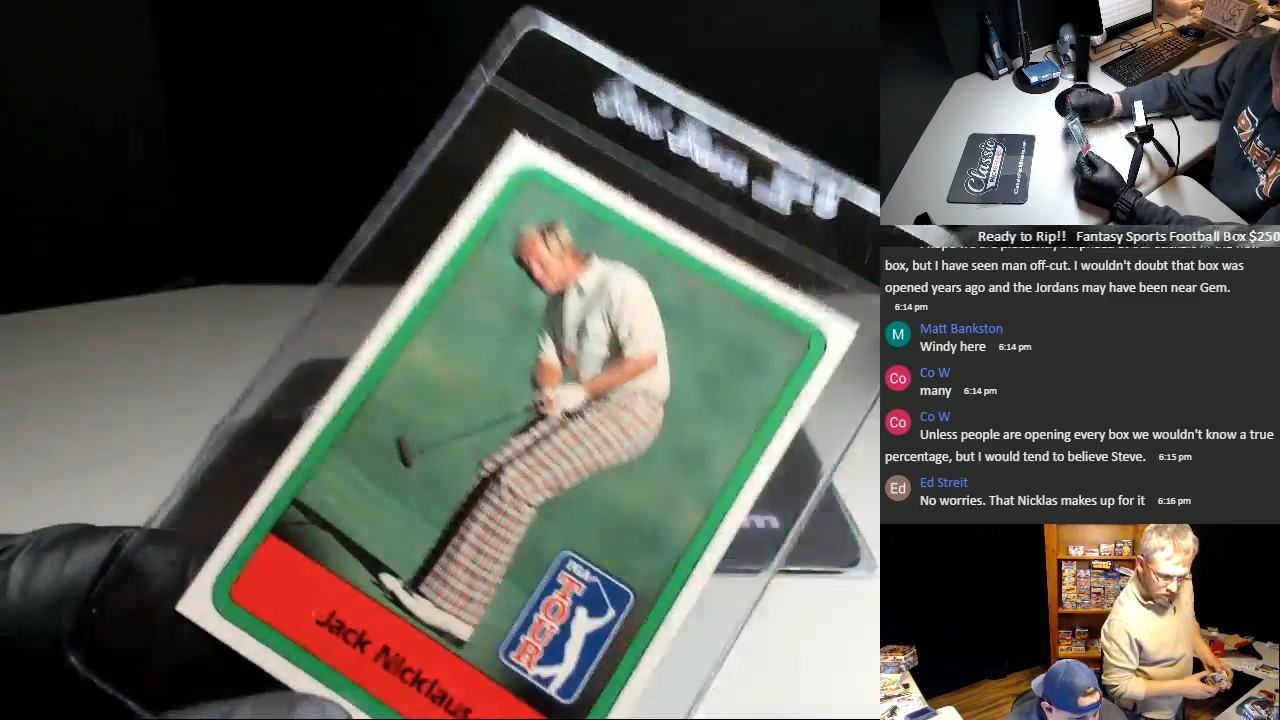 Jack Nicklaus
PGA
TOUR
Classic
Ready to Rip!! Fantasy Sports Football Box $250
box, but I have seen man off-cut. I wouldn't doubt that box was
opened years ago and the Jordans may have been near Gem.
6:14 pm
M Matt Bankston
Windy here 6:14 pm
Co Co W
many 6:14 pm
Co Co W
Unless people are opening every box we wouldn't know a true
percentage, but I would tend to believe Steve. 6:15 pm
Ed Ed Streit
No worries. That Nicklas makes up for it 6:16 pm